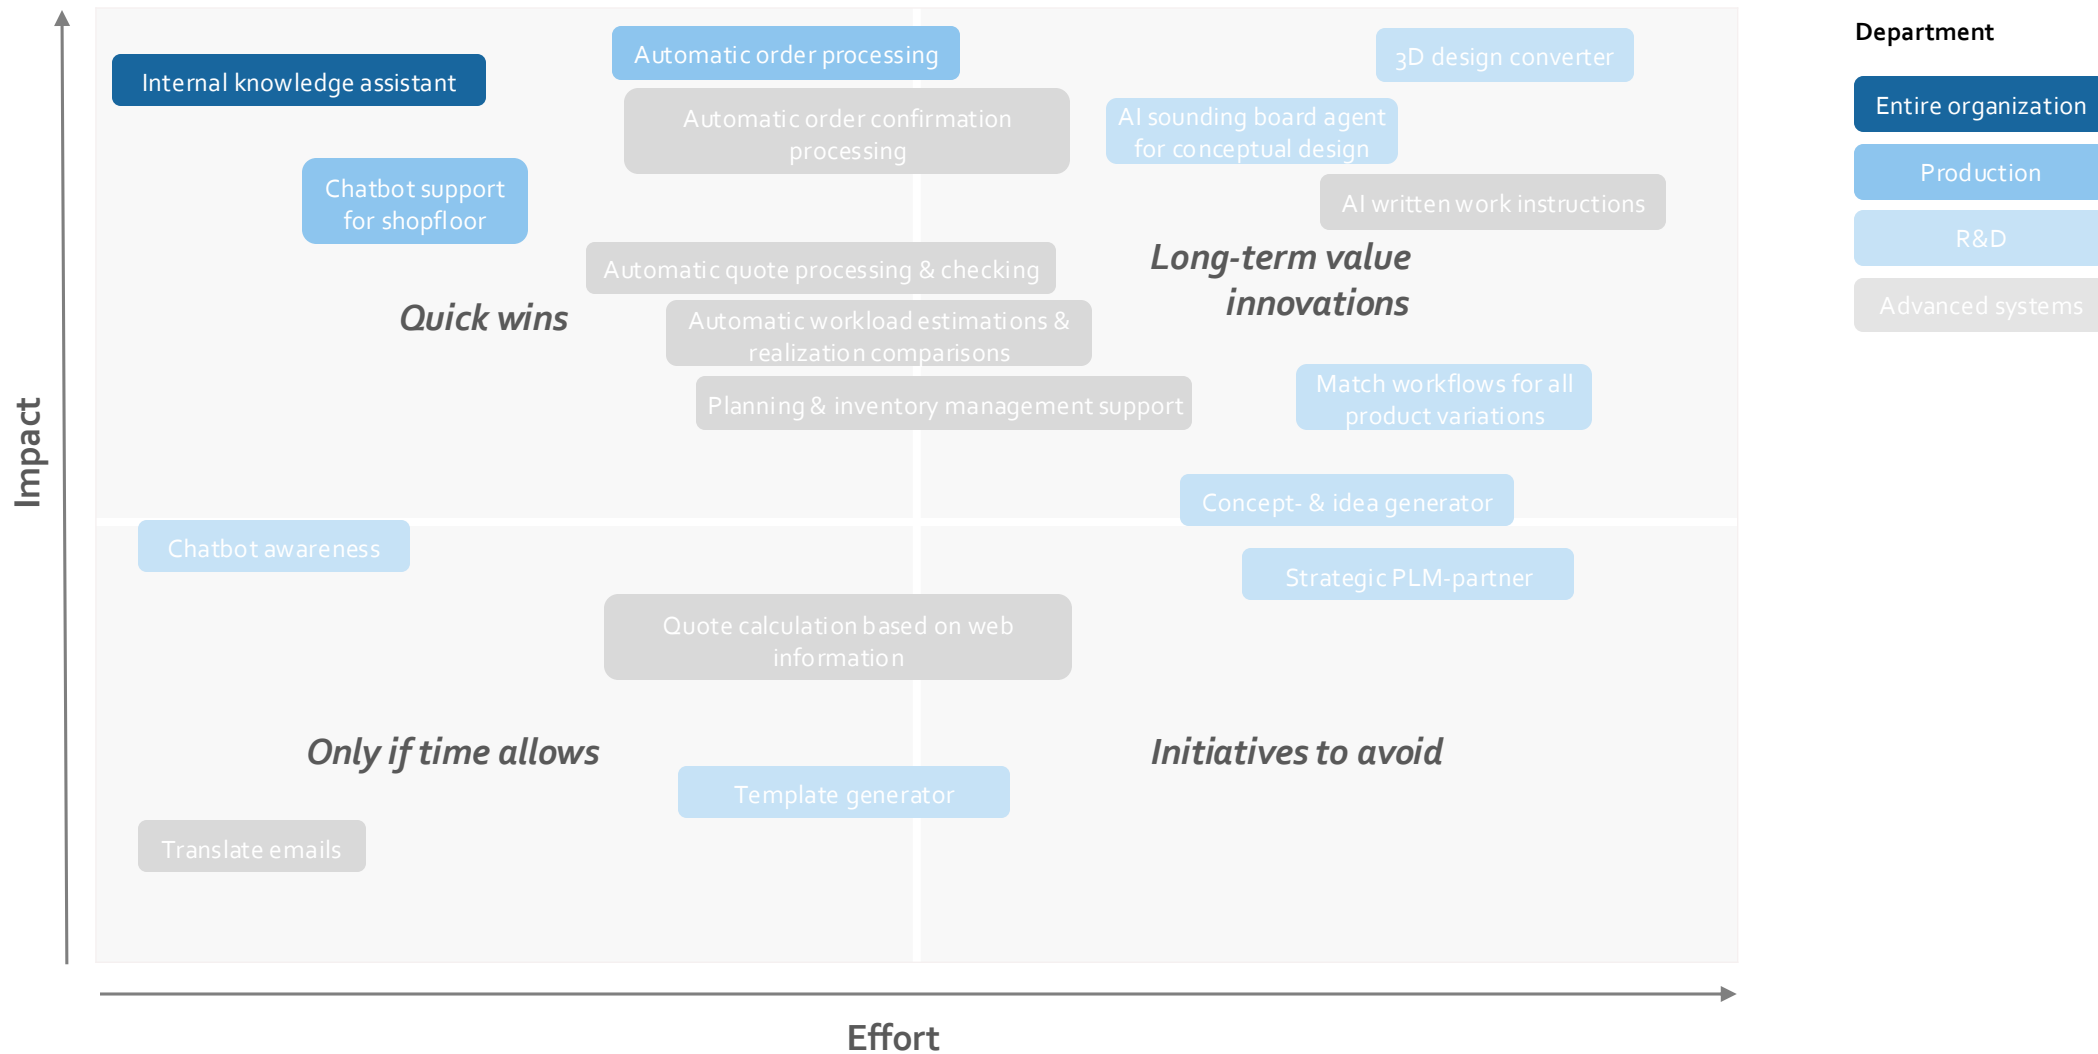 Department
Internal knowledge assistant
Automatic order processing
3D design converter
Entire organization
Automatic order confirmation
processing
AI sounding board agent
for conceptual design
Production
Chatbot support
for shopfloor
AI written work instructions
R&D
Automatic quote processing & checking
Long-term value
innovations
Advanced systems
Quick wins
Automatic workload estimations &
realization comparisons
Planning & inventory management support
Match workflows for all
product variations
Impact
Concept- & idea generator
Chatbot awareness
Strategic PLM-partner
Quote calculation based on web
information
Only if time allows
Initiatives to avoid
Template generator
Translate emails
Effort